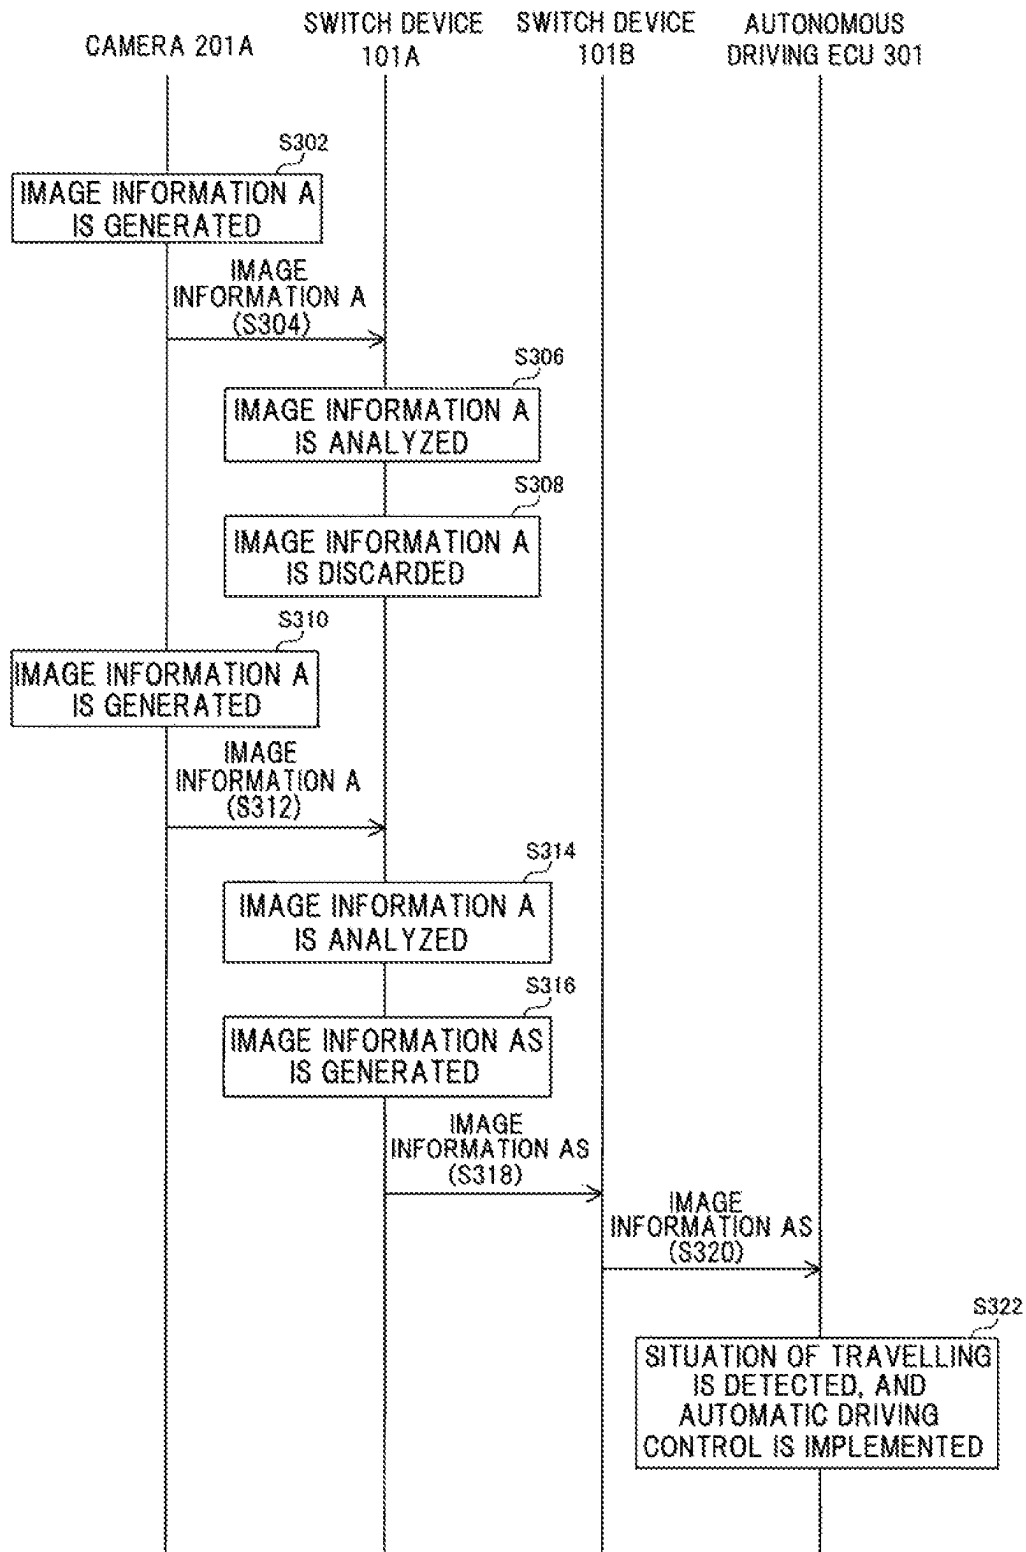 CAMERA 201A
SWITCH DEVICE
101A
SWITCH DEVICE
101B
AUTONOMOUS
DRIVING ECU 301
S302
IMAGE INFORMATION A
IS GENERATED
IMAGE
INFORMATION A
(S304)
S306
IMAGE INFORMATION A
IS ANALYZED
S308
IMAGE INFORMATION A
IS DISCARDED
S310
IMAGE INFORMATION A
IS GENERATED
IMAGE
INFORMATION A
(S312)
S314
IMAGE INFORMATION A
IS ANALYZED
S316
IMAGE INFORMATION AS
IS GENERATED
IMAGE
INFORMATION AS
(S318)
IMAGE
INFORMATION AS
(S320)
S322
SITUATION OF TRAVELLING
IS DETECTED, AND
AUTOMATIC DRIVING
CONTROL IS IMPLEMENTED